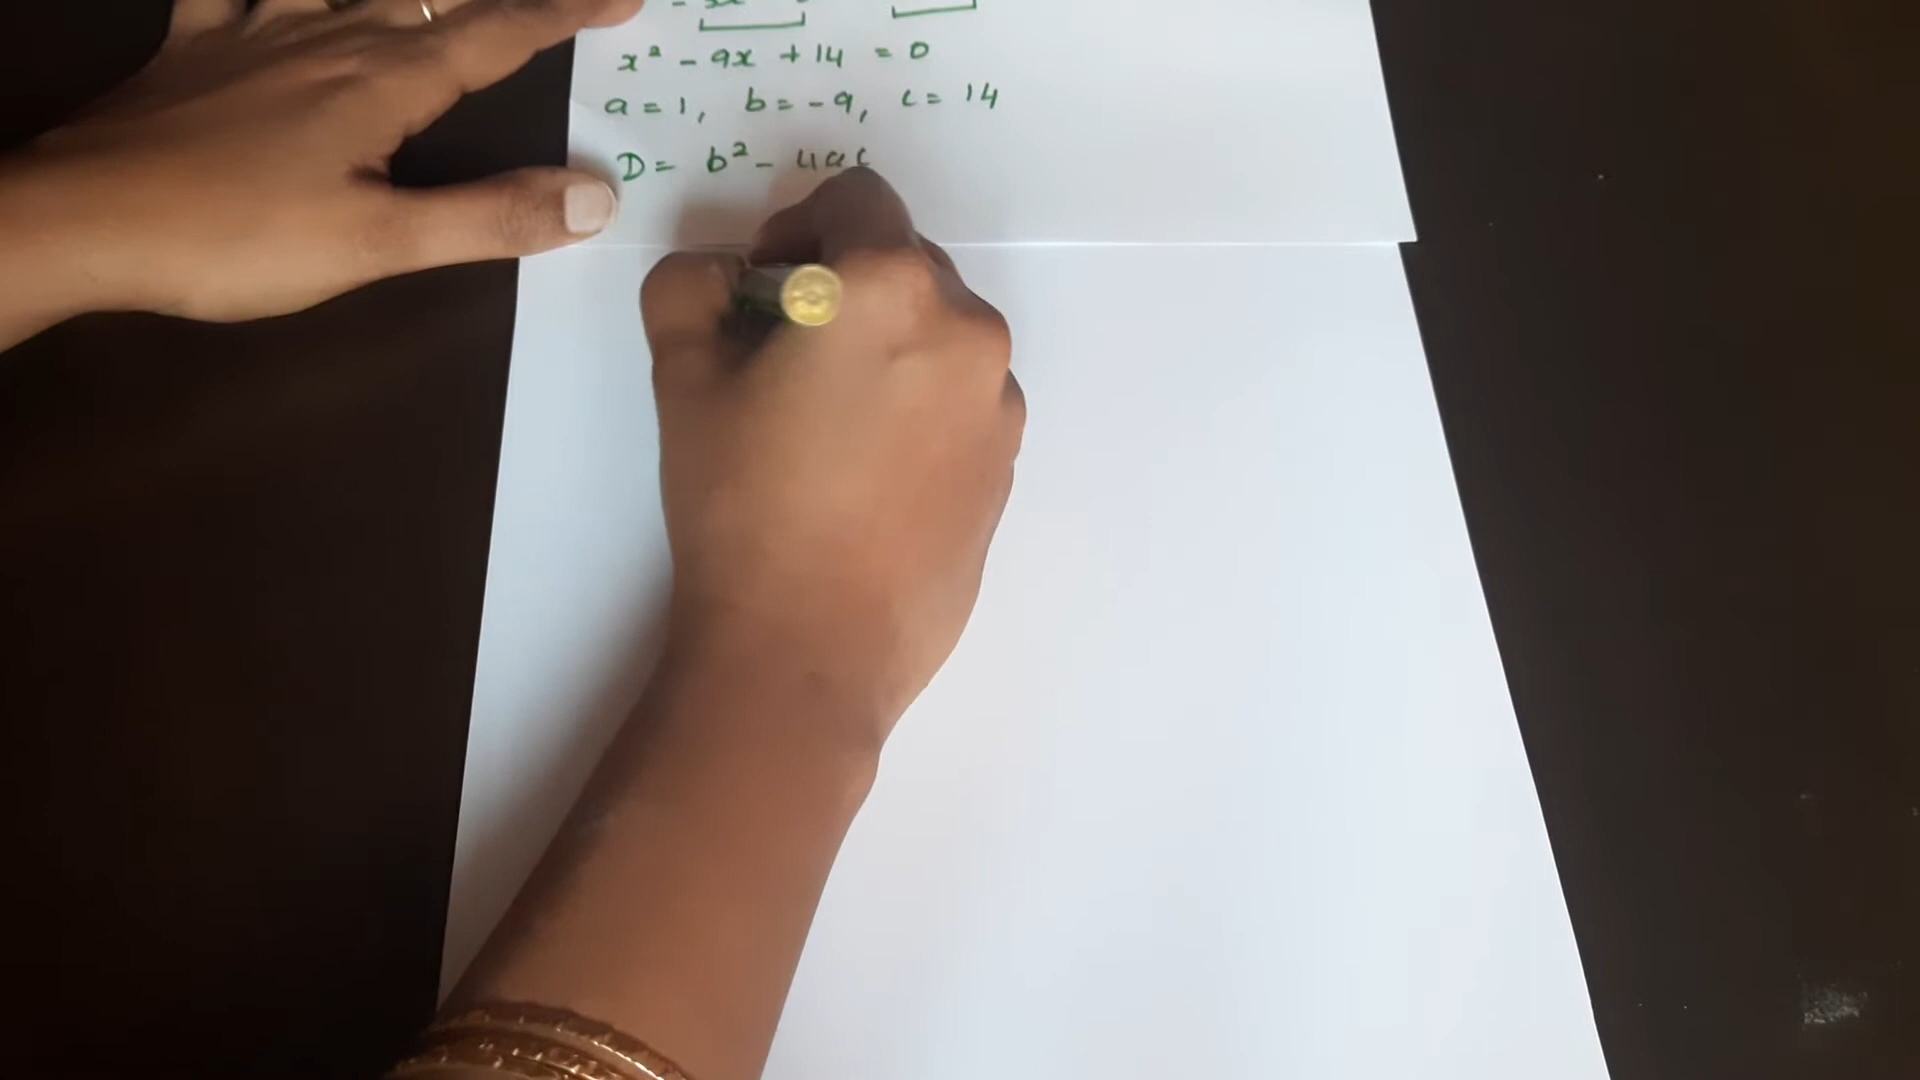 x² - 9x + 14 = 0
a = 1, b = - 9, c = 14
D = b² - 4ac